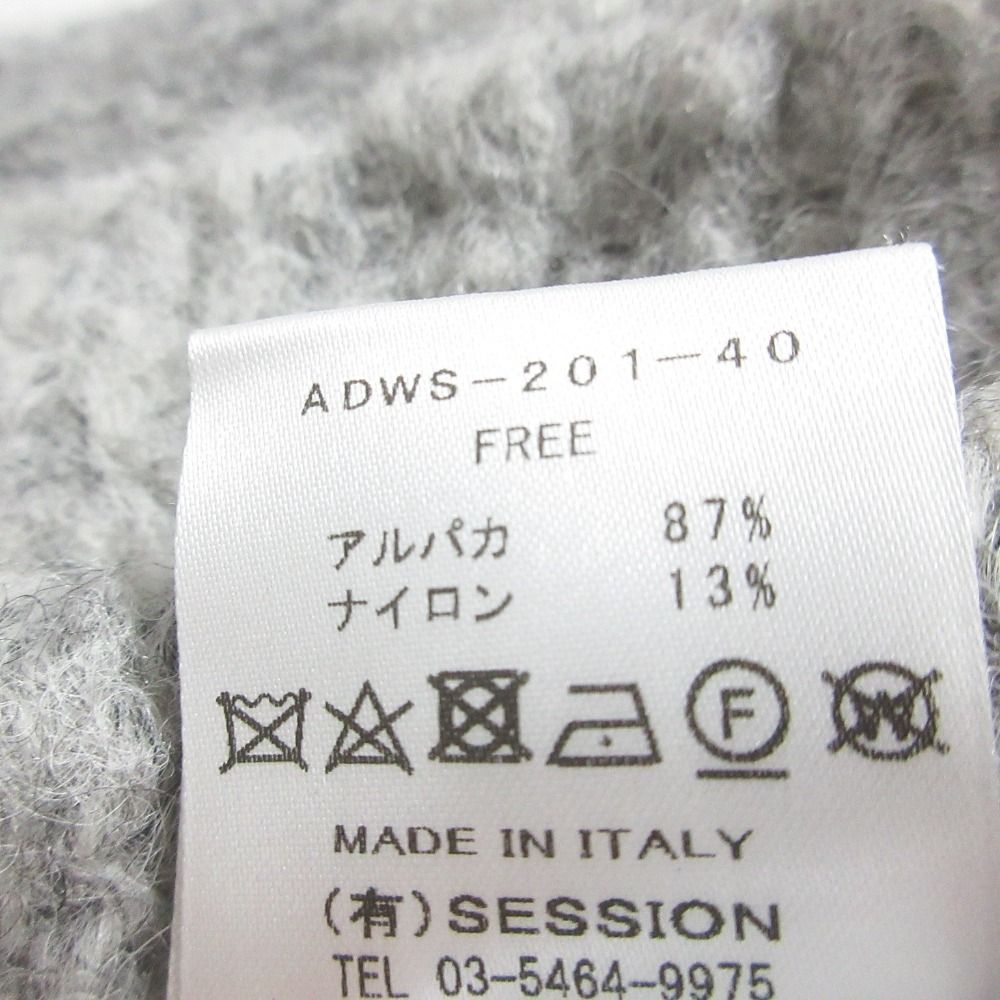 ADWS-201-40
FREE
アルパカ 87%
ナイロン 13%
F W
MADE IN ITALY
(有)SESSION
TEL 03-5464-9975